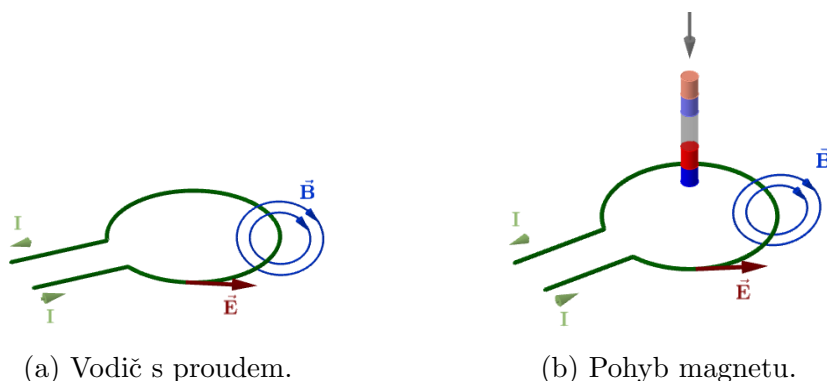 B⃗
I
I
E⃗
(a) Vodič s proudem.
B⃗
I
I
E⃗
(b) Pohyb magnetu.